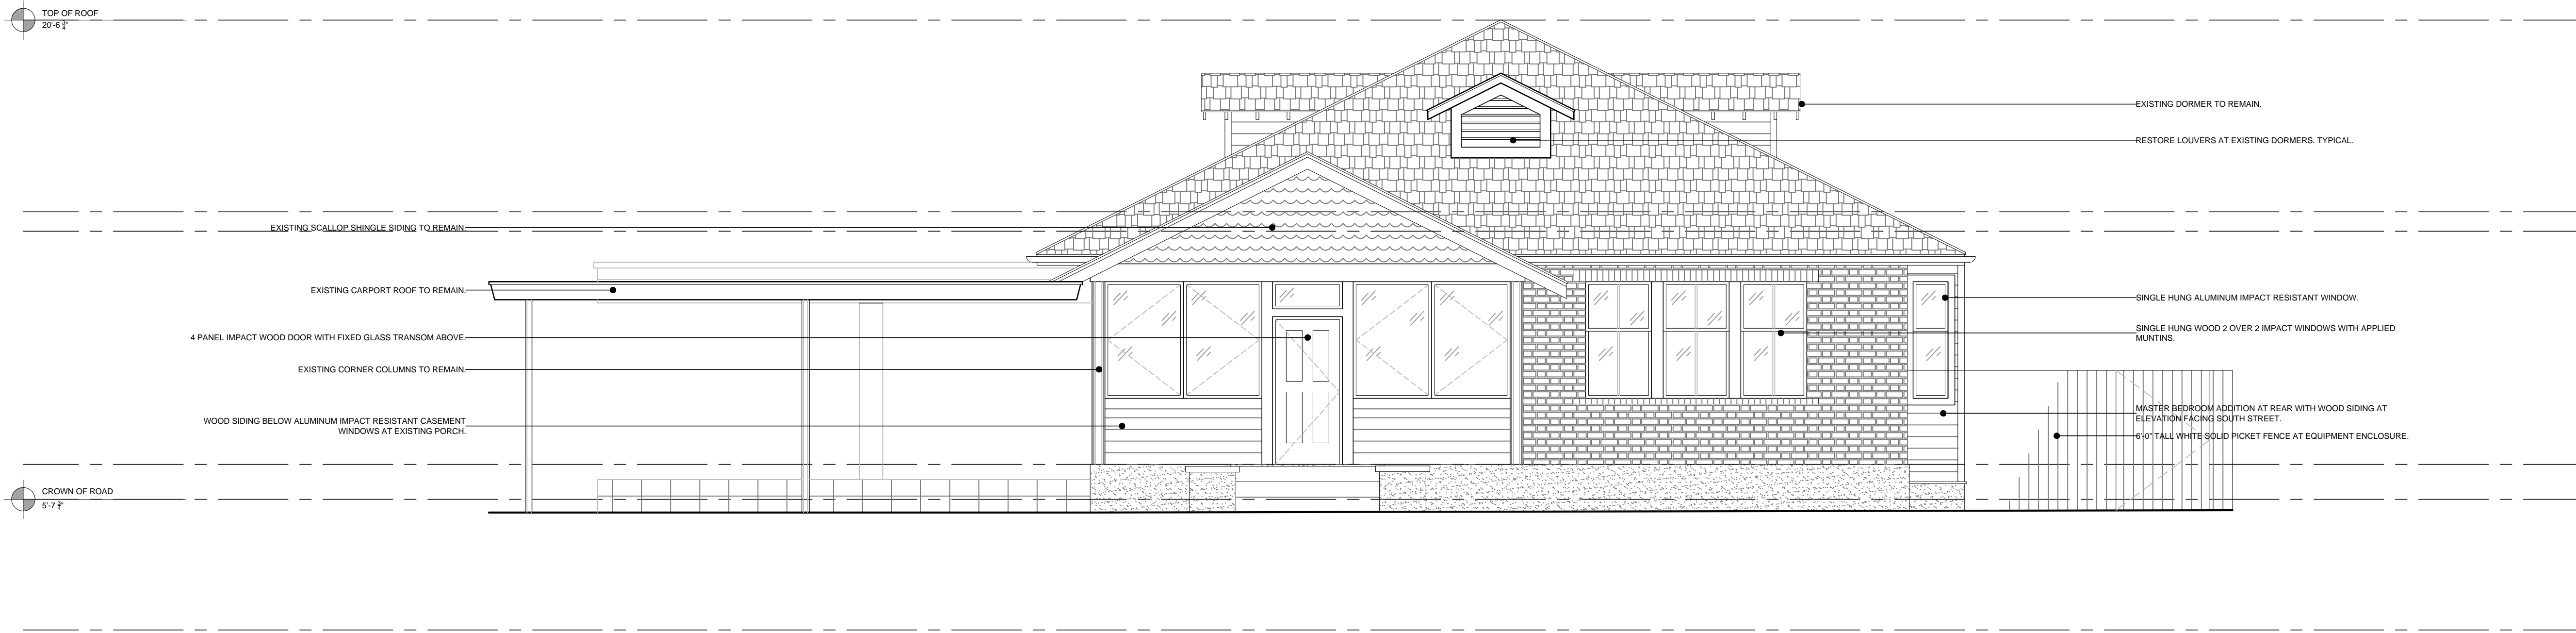 TOP OF ROOF
20'-6 3/4"
EXISTING SCALLOP SHINGLE SIDING TO REMAIN.
EXISTING CARPORT ROOF TO REMAIN.
4 PANEL IMPACT WOOD DOOR WITH FIXED GLASS TRANSOM ABOVE.
EXISTING CORNER COLUMNS TO REMAIN.
WOOD SIDING BELOW ALUMINUM IMPACT RESISTANT CASEMENT
WINDOWS AT EXISTING PORCH.
CROWN OF ROAD
5'-7 3/4"
EXISTING DORMER TO REMAIN.
RESTORE LOUVERS AT EXISTING DORMERS. TYPICAL.
SINGLE HUNG ALUMINUM IMPACT RESISTANT WINDOW.
SINGLE HUNG WOOD 2 OVER 2 IMPACT WINDOWS WITH APPLIED
MUNTINS.
MASTER BEDROOM ADDITION AT REAR WITH WOOD SIDING AT
ELEVATION FACING SOUTH STREET.
6'-0" TALL WHITE SOLID PICKET FENCE AT EQUIPMENT ENCLOSURE.